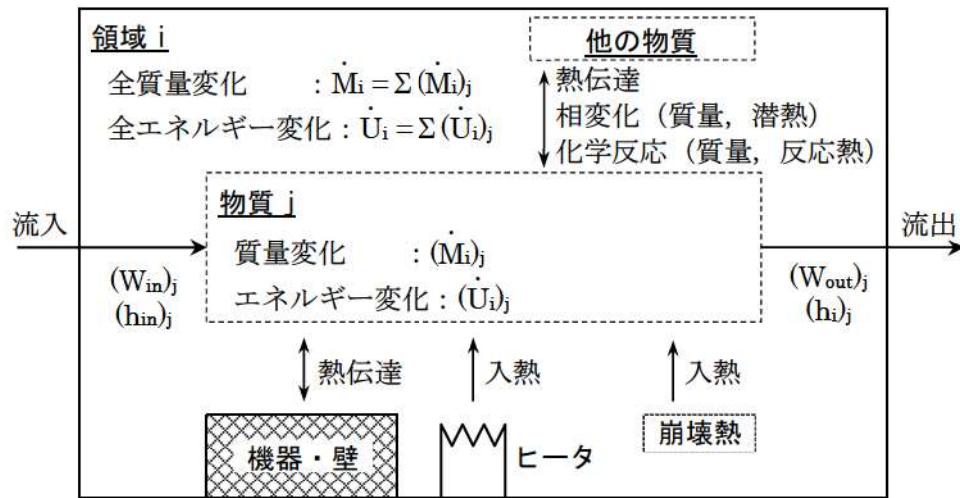 領域 i
全質量変化 : Ṁi = Σ (Ṁi)j
全エネルギー変化 : U̇i = Σ (U̇i)j
他の物質
熱伝達
相変化（質量，潜熱）
化学反応（質量，反応熱）
流入
(Win)j
(hin)j
物質 j
質量変化 : (Ṁi)j
エネルギー変化 : (U̇i)j
流出
(Wout)j
(hi)j
熱伝達
入熱
入熱
機器・壁
ヒータ
崩壊熱